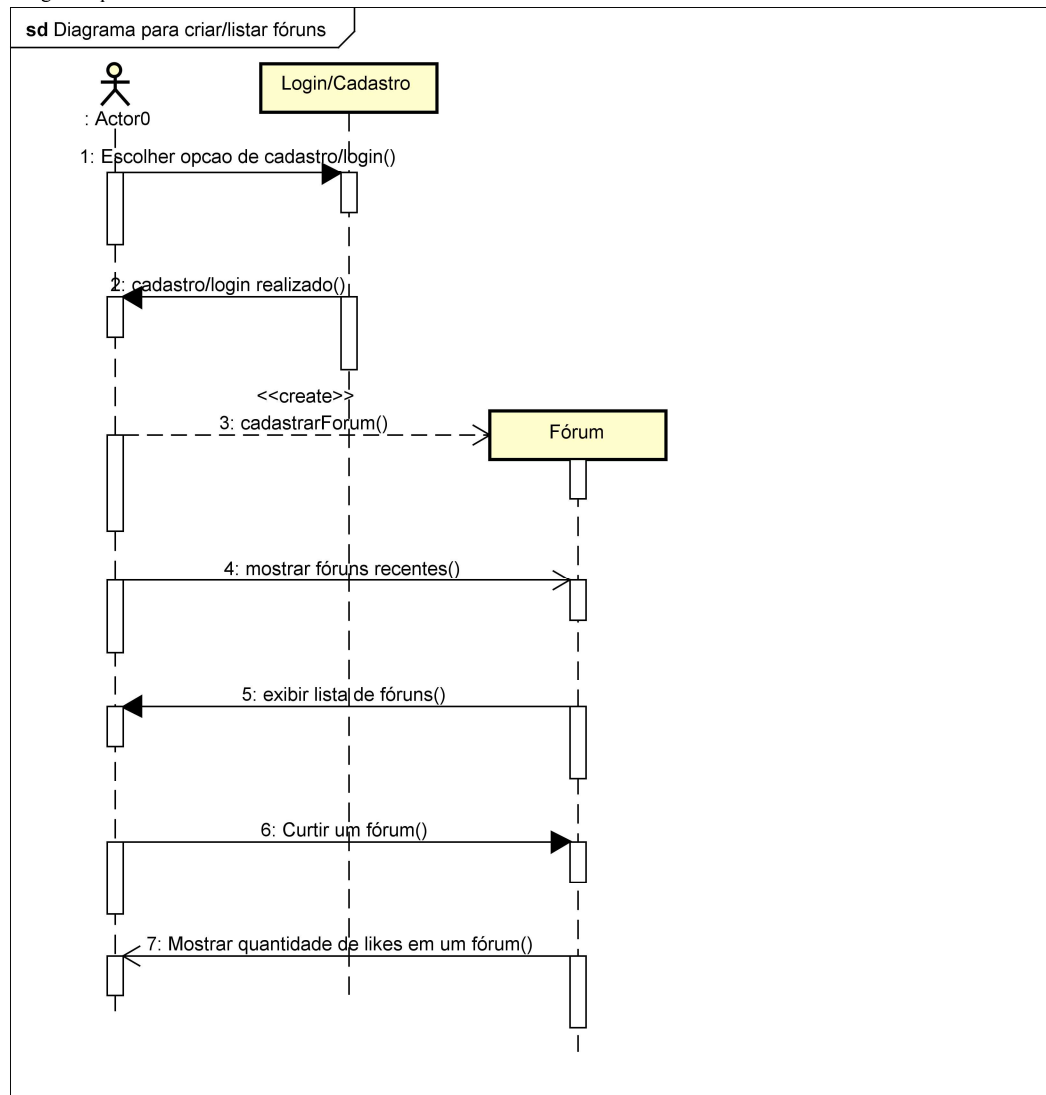 sd Diagrama para criar/listar fóruns
Login/Cadastro
: Actor0
1: Escolher opcao de cadastro/login()
2: cadastro/login realizado()
<<create>>
3: cadastrarForum()
Fórum
4: mostrar fóruns recentes()
5: exibir lista de fóruns()
6: Curtir um fórum()
7: Mostrar quantidade de likes em um fórum()